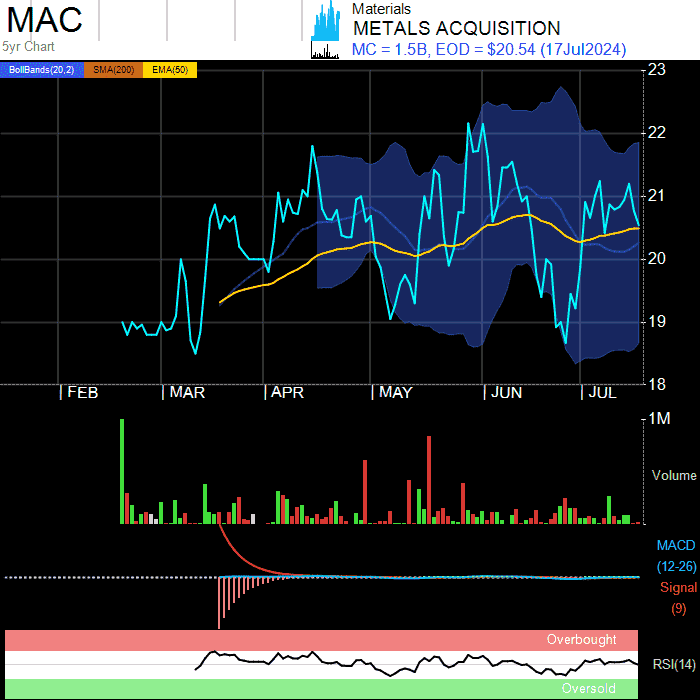 MAC
5yr Chart
Materials
METALS ACQUISITION
MC = 1.5B, EOD = $20.54 (17Jul2024)
BollBands(20,2) SMA(200) EMA(50)
23
22
21
20
19
18
FEB MAR APR MAY JUN JUL
1M
Volume
MACD
(12-26)
Signal
(9)
Overbought
RSI(14)
Oversold